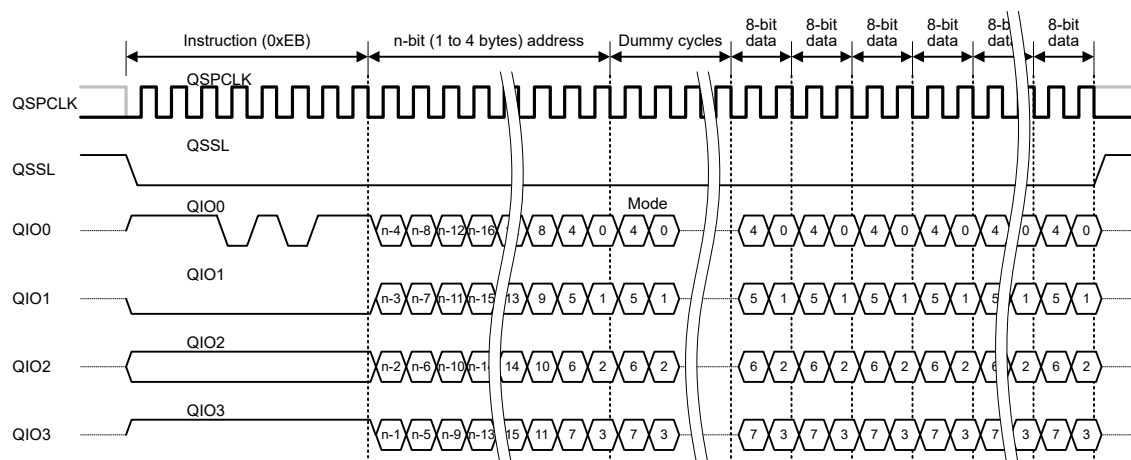 8-bit data 8-bit data 8-bit data 8-bit data 8-bit data 8-bit data
Instruction (0xEB) n-bit (1 to 4 bytes) address Dummy cycles
QSPCLK
QSPCLK
QSSL
QSSL
QIO0 Mode
QIO0 n-4 n-8 n-12 n-16 8 4 0 4 0 4 0 4 0 4 0 4 0 4 0 4 0
QIO1
QIO1 n-3 n-7 n-11 n-15 13 9 5 1 5 1 5 1 5 1 5 1 5 1 5 1 5 1
QIO2
QIO2 n-2 n-6 n-10 14 10 6 2 6 2 6 2 6 2 6 2 6 2 6 2 6 2
QIO3
QIO3 n-1 n-5 n-9 n-13 15 11 7 3 7 3 7 3 7 3 7 3 7 3 7 3 7 3